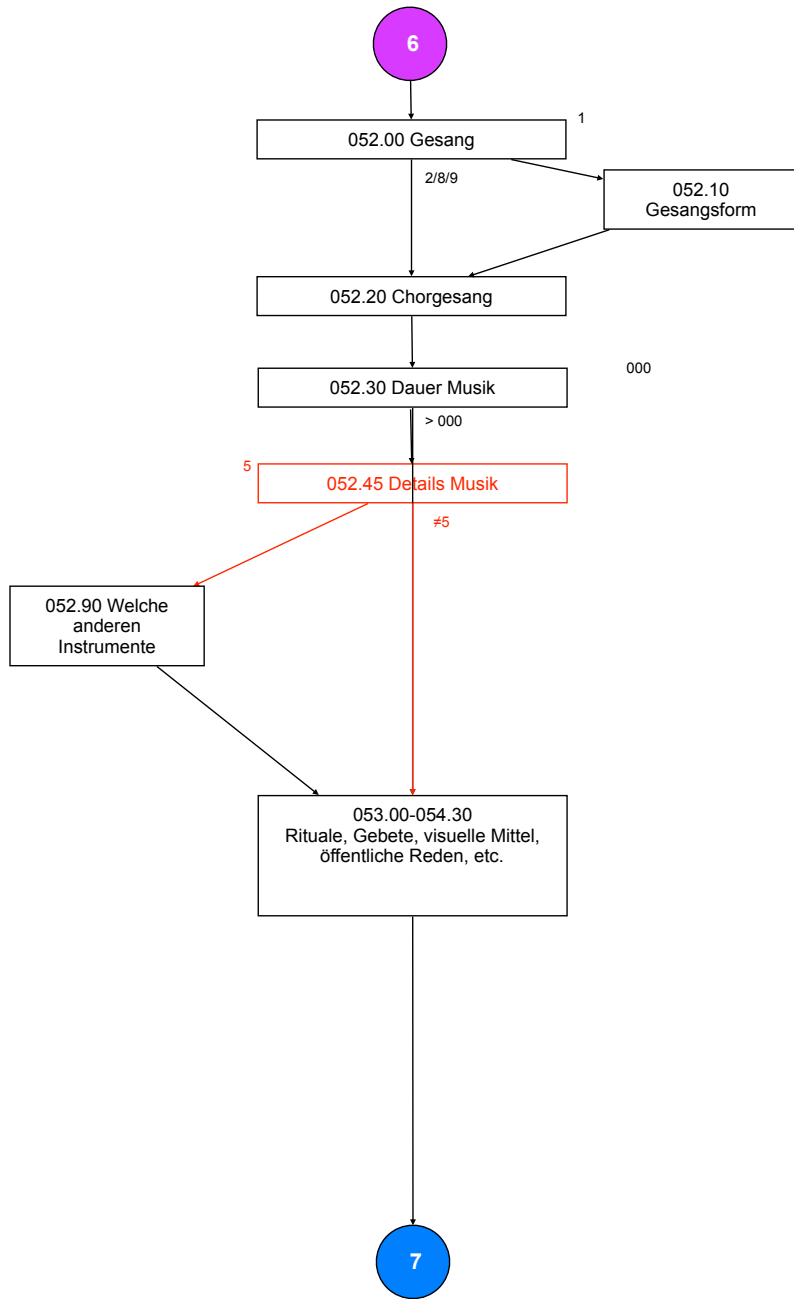 6
1
052.00 Gesang
2/8/9
052.10
Gesangsform
052.20 Chorgesang
000
052.30 Dauer Musik
> 000
5
052.45 Details Musik
≠5
052.90 Welche
anderen
Instrumente
053.00-054.30
Rituale, Gebete, visuelle Mittel,
öffentliche Reden, etc.
7